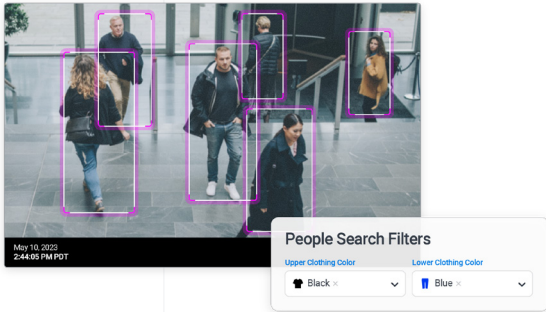 May 10, 2023
2:44:05 PM PDT
People Search Filters
Upper Clothing Color
Lower Clothing Color
Black ×
Blue ×